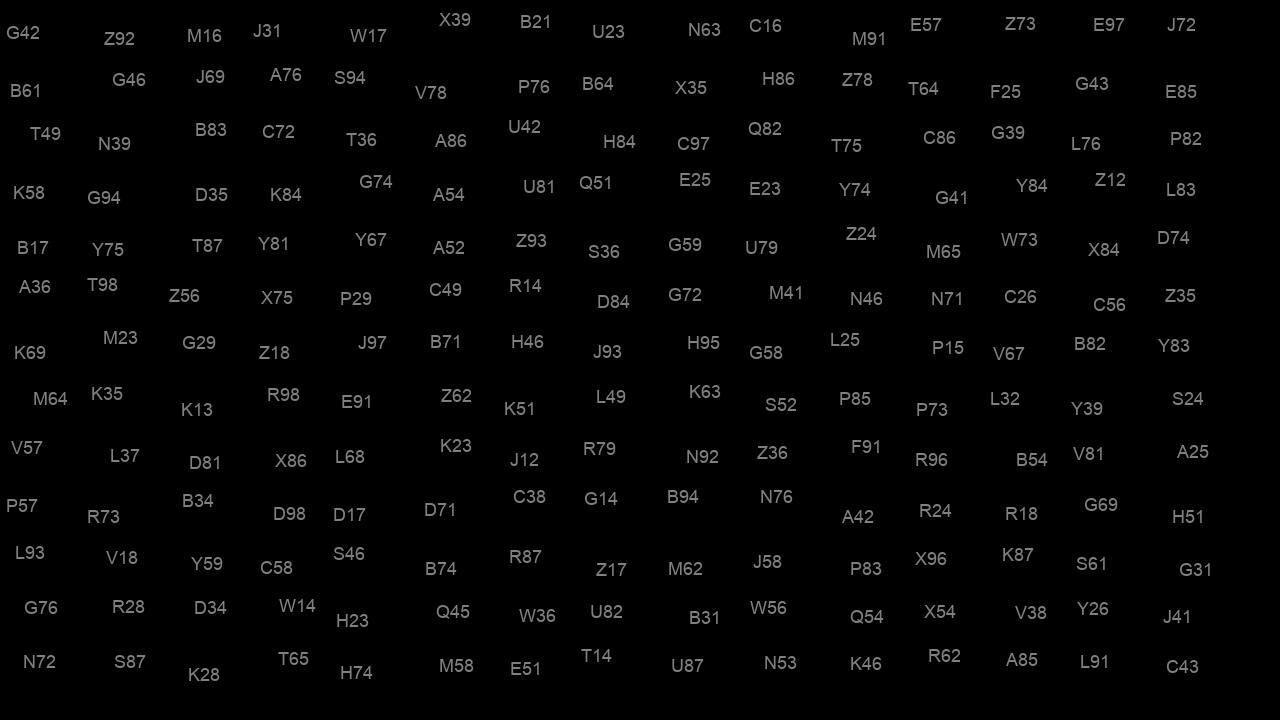 G42 Z92 M16 J31 W17 X39 B21 U23 N63 C16 M91 E57 Z73 E97 J72
B61 G46 J69 A76 S94 V78 P76 B64 X35 H86 Z78 T64 F25 G43 E85
T49 N39 B83 C72 T36 A86 U42 H84 C97 Q82 T75 C86 G39 L76 P82
K58 G94 D35 K84 G74 A54 U81 Q51 E25 E23 Y74 G41 Y84 Z12 L83
B17 Y75 T87 Y81 Y67 A52 Z93 S36 G59 U79 Z24 M65 W73 X84 D74
A36 T98 Z56 X75 P29 C49 R14 D84 G72 M41 N46 N71 C26 C56 Z35
K69 M23 G29 Z18 J97 B71 H46 J93 H95 G58 L25 P15 V67 B82 Y83
M64 K35 K13 R98 E91 Z62 K51 L49 K63 S52 P85 P73 L32 Y39 S24
V57 L37 D81 X86 L68 K23 J12 R79 N92 Z36 F91 R96 B54 V81 A25
P57 R73 B34 D98 D17 D71 C38 G14 B94 N76 A42 R24 R18 G69 H51
L93 V18 Y59 C58 S46 B74 R87 Z17 M62 J58 P83 X96 K87 S61 G31
G76 R28 D34 W14 H23 Q45 W36 U82 B31 W56 Q54 X54 V38 Y26 J41
N72 S87 K28 T65 H74 M58 E51 T14 U87 N53 K46 R62 A85 L91 C43